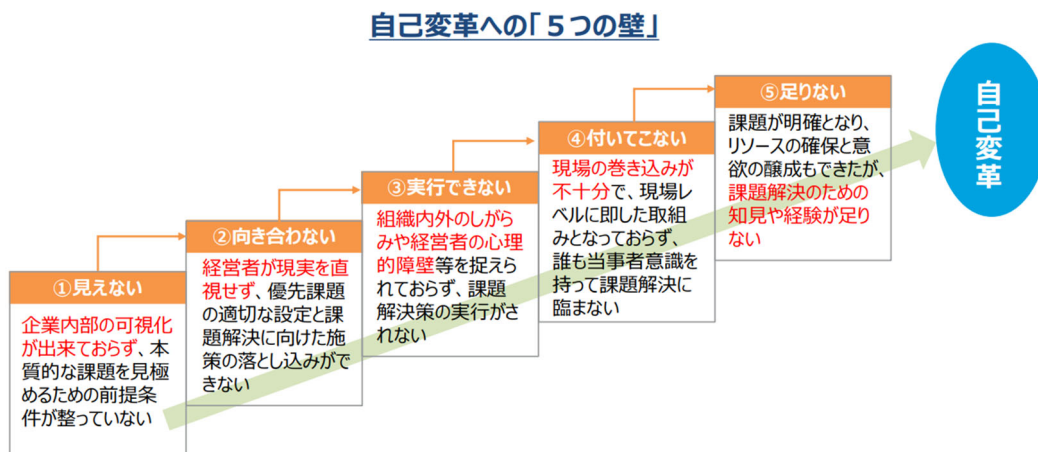 自己変革への「５つの壁」
①見えない
企業内部の可視化
が出来ておらず、本
質的な課題を見極
めるための前提条
件が整っていない
②向き合わない
経営者が現実を直
視せず、優先課題
の適切な設定と課
題解決に向けた施
策の落とし込みがで
きない
③実行できない
組織内外のしがら
みや経営者の心理
的障壁等を捉えら
れておらず、課題
解決策の実行がさ
れない
④付いてこない
現場の巻き込みが
不十分で、現場レ
ベルに即した取組
みとなっておらず、
誰も当事者意識を
持って課題解決に
臨まない
⑤足りない
課題が明確となり、
リソースの確保と意
欲の醸成もできたが、
課題解決のための
知見や経験が足り
ない
自己変革